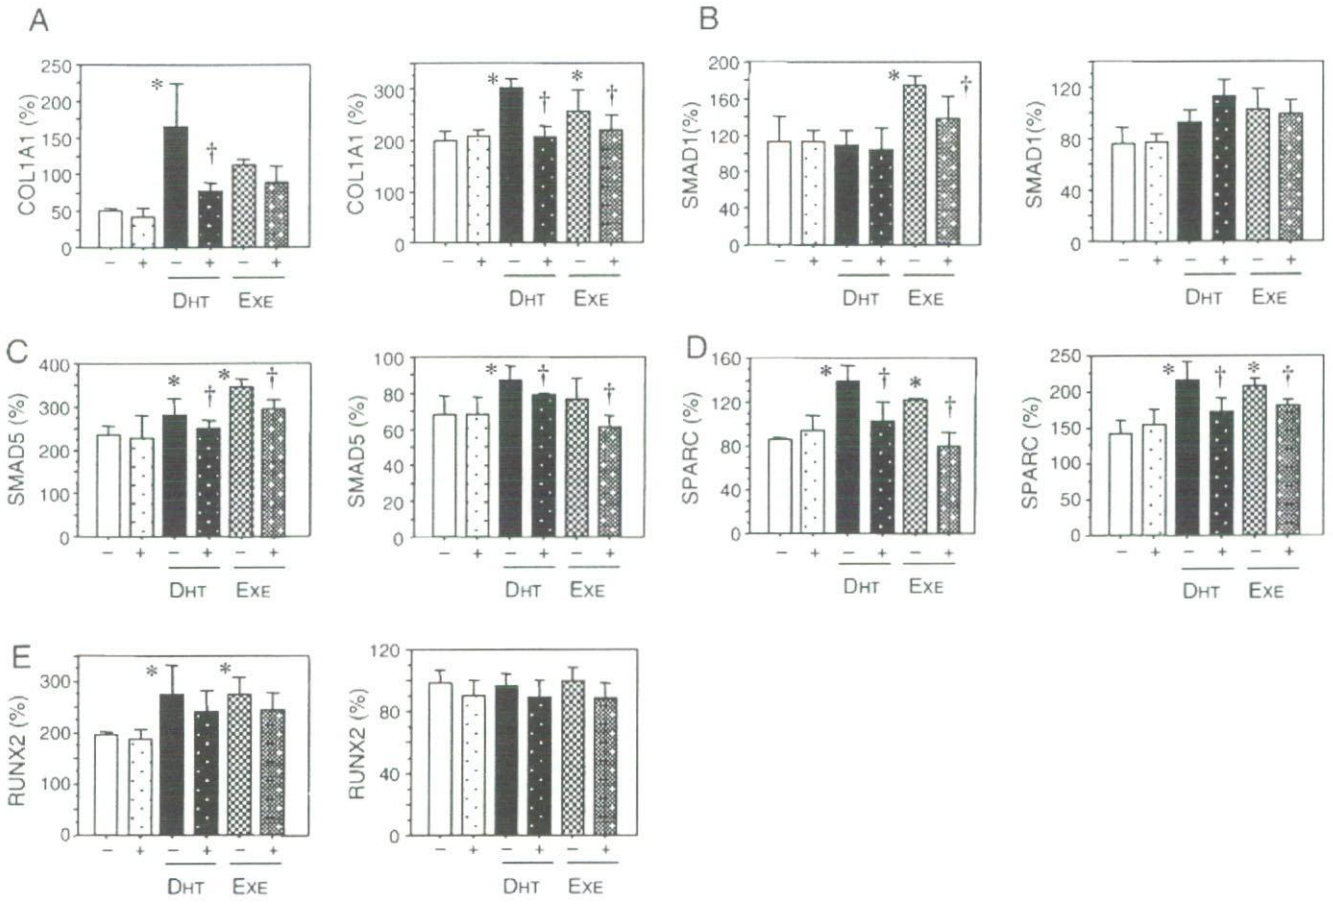 A
B
COL1A1 (%)
250
200
150
100
50
0
*
†
− + − + − +
DHT EXE
COL1A1 (%)
300
200
100
0
* † * †
− + − + − +
DHT EXE
SMAD1(%)
200
160
120
80
40
0
* †
− + − + − +
DHT EXE
SMAD1(%)
120
80
40
0
− + − + − +
DHT EXE
C
D
SMAD5 (%)
400
300
200
100
0
* † * †
− + − + − +
DHT EXE
SMAD5 (%)
100
80
60
40
20
0
* † †
− + − + − +
DHT EXE
SPARC (%)
160
120
80
40
0
* † * †
− + − + − +
DHT EXE
SPARC (%)
250
200
150
100
50
0
* † * †
− + − + − +
DHT EXE
E
RUNX2 (%)
300
200
100
0
* *
− + − + − +
DHT EXE
RUNX2 (%)
120
80
40
0
− + − + − +
DHT EXE